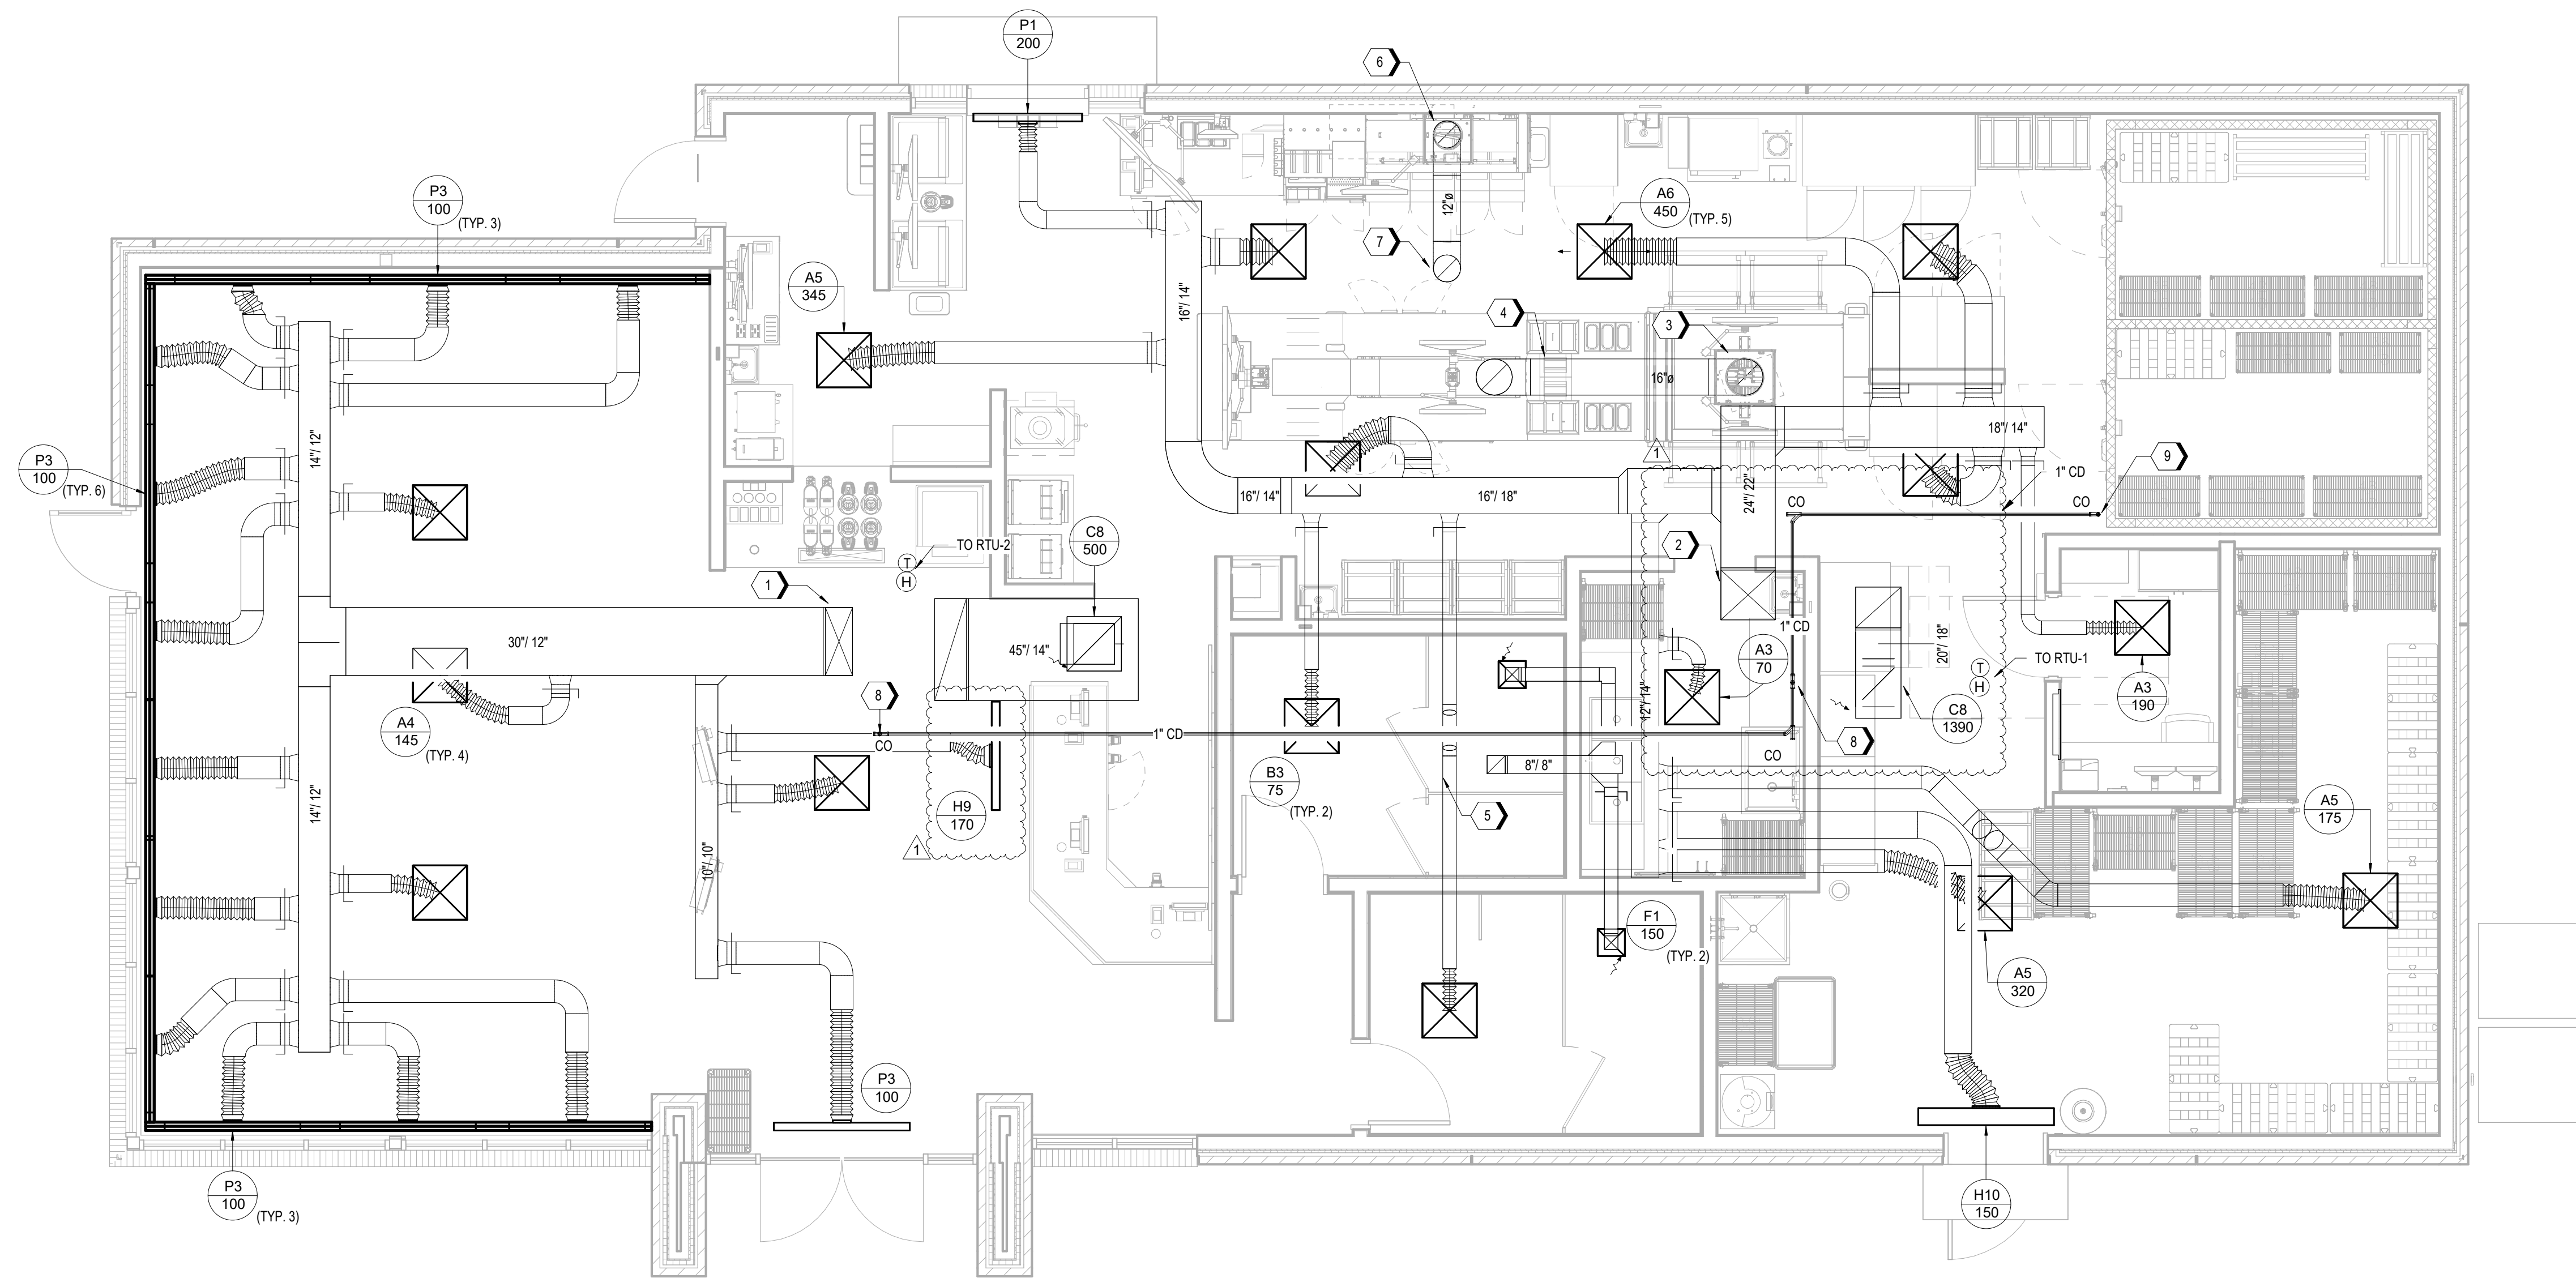 P1
200
6
P3
100
(TYP. 3)
A6
450
(TYP. 5)
12"ø
7
A5
345
16"/ 14"
4
3
16"ø
18"/ 14"
1
14"/ 12"
P3
100
(TYP. 6)
9
1" CD
CO
CO
16"/ 14"
16"/ 18"
24"/ 22"
C8
500
TO RTU-2
T
H
2
1
30"/ 12"
45"/ 14"
1" CD
20"/ 18"
A3
70
T
H
TO RTU-1
A3
190
8
12"/ 14"
C8
1390
A4
145
(TYP. 4)
CO
1" CD
8
CO
B3
75
(TYP. 2)
8"/ 8"
14"/ 12"
H9
170
1
5
A5
175
10"/ 10"
F1
150
(TYP. 2)
A5
320
P3
100
P3
100
(TYP. 3)
H10
150